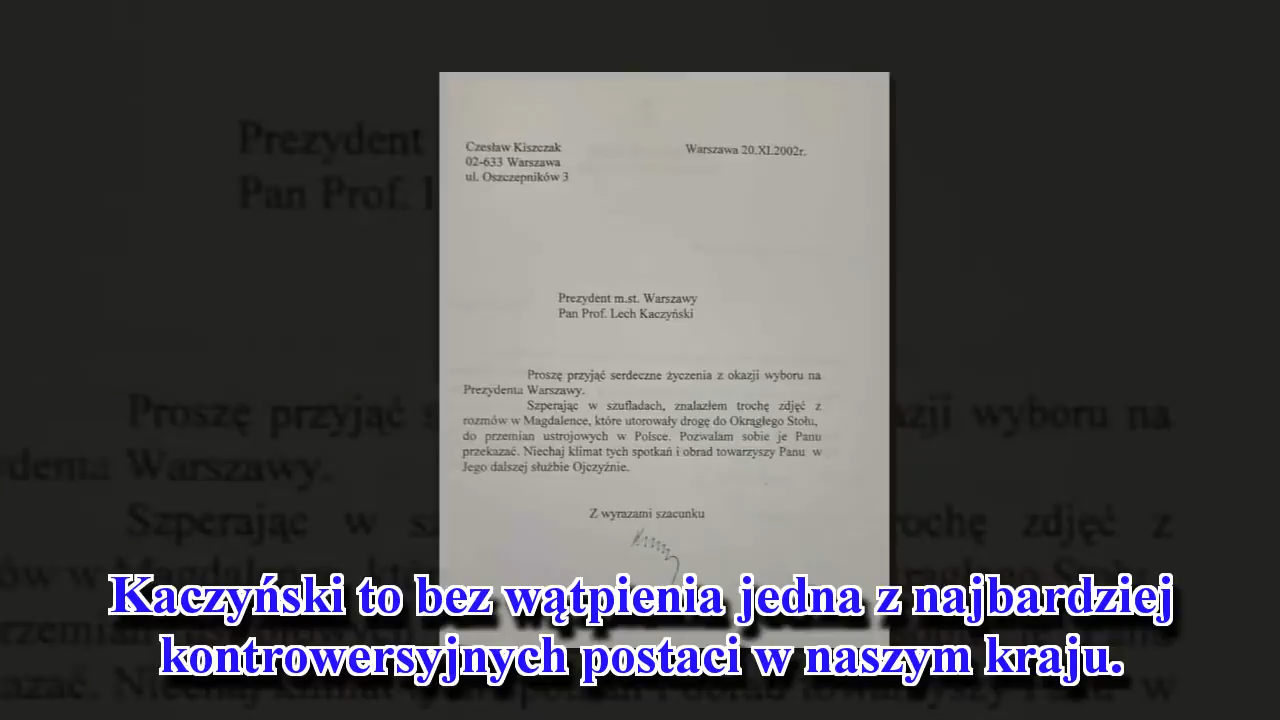 Czesław Kiszczak
02-633 Warszawa
ul. Oszczepników 3
Warszawa 20.XI.2002r.
Prezydent m.st. Warszawy
Pan Prof. Lech Kaczyński
Proszę przyjąć serdeczne życzenia z okazji wyboru na
Prezydenta Warszawy.
Szperając w szufladach, znalazłem trochę zdjęć z
rozmów w Magdalence, które utorowały drogę do Okrągłego Stołu,
do przemian ustrojowych w Polsce. Pozwalam sobie je Panu
przekazać. Niechaj klimat tych spotkań i obrad towarzyszy Panu w
Jego dalszej służbie Ojczyźnie.
Z wyrazami szacunku
Kaczyński to bez wątpienia jedna z najbardziej
kontrowersyjnych postaci w naszym kraju.